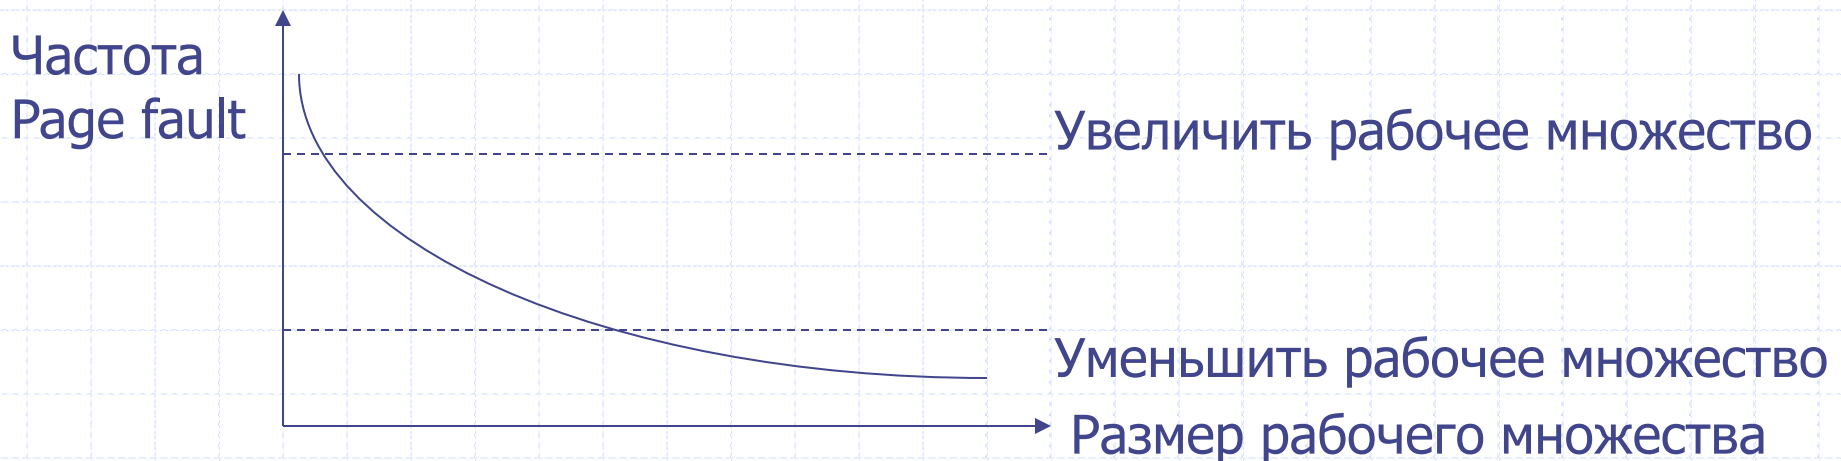 Частота
Page fault
Увеличить рабочее множество
Уменьшить рабочее множество
Размер рабочего множества